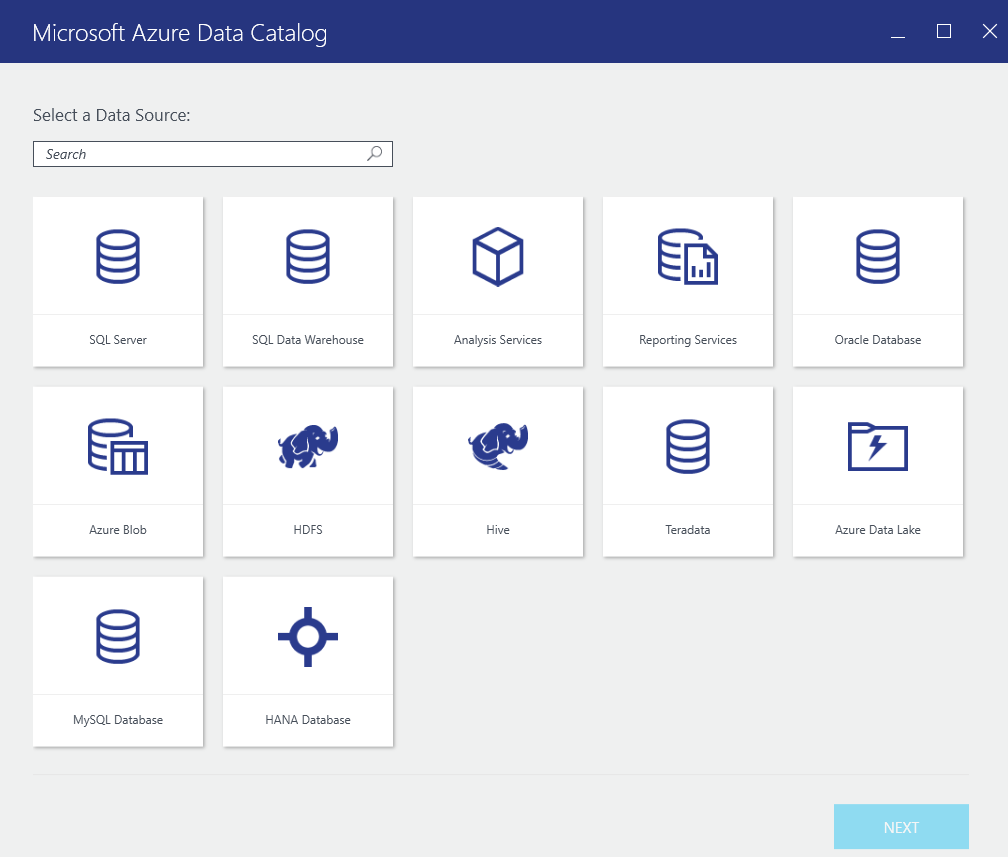 Microsoft Azure Data Catalog
Select a Data Source:
Search
SQL Server
SQL Data Warehouse
Analysis Services
Reporting Services
Oracle Database
Azure Blob
HDFS
Hive
Teradata
Azure Data Lake
MySQL Database
HANA Database
NEXT